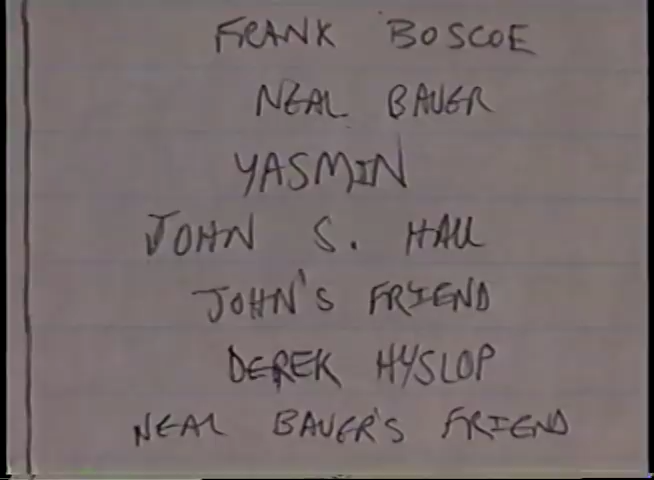 FRANK BOSCOE
NEAL BAUER
YASMIN
JOHN S. HALL
JOHN'S FRIEND
DEREK HYSLOP
NEAL BAUER'S FRIEND